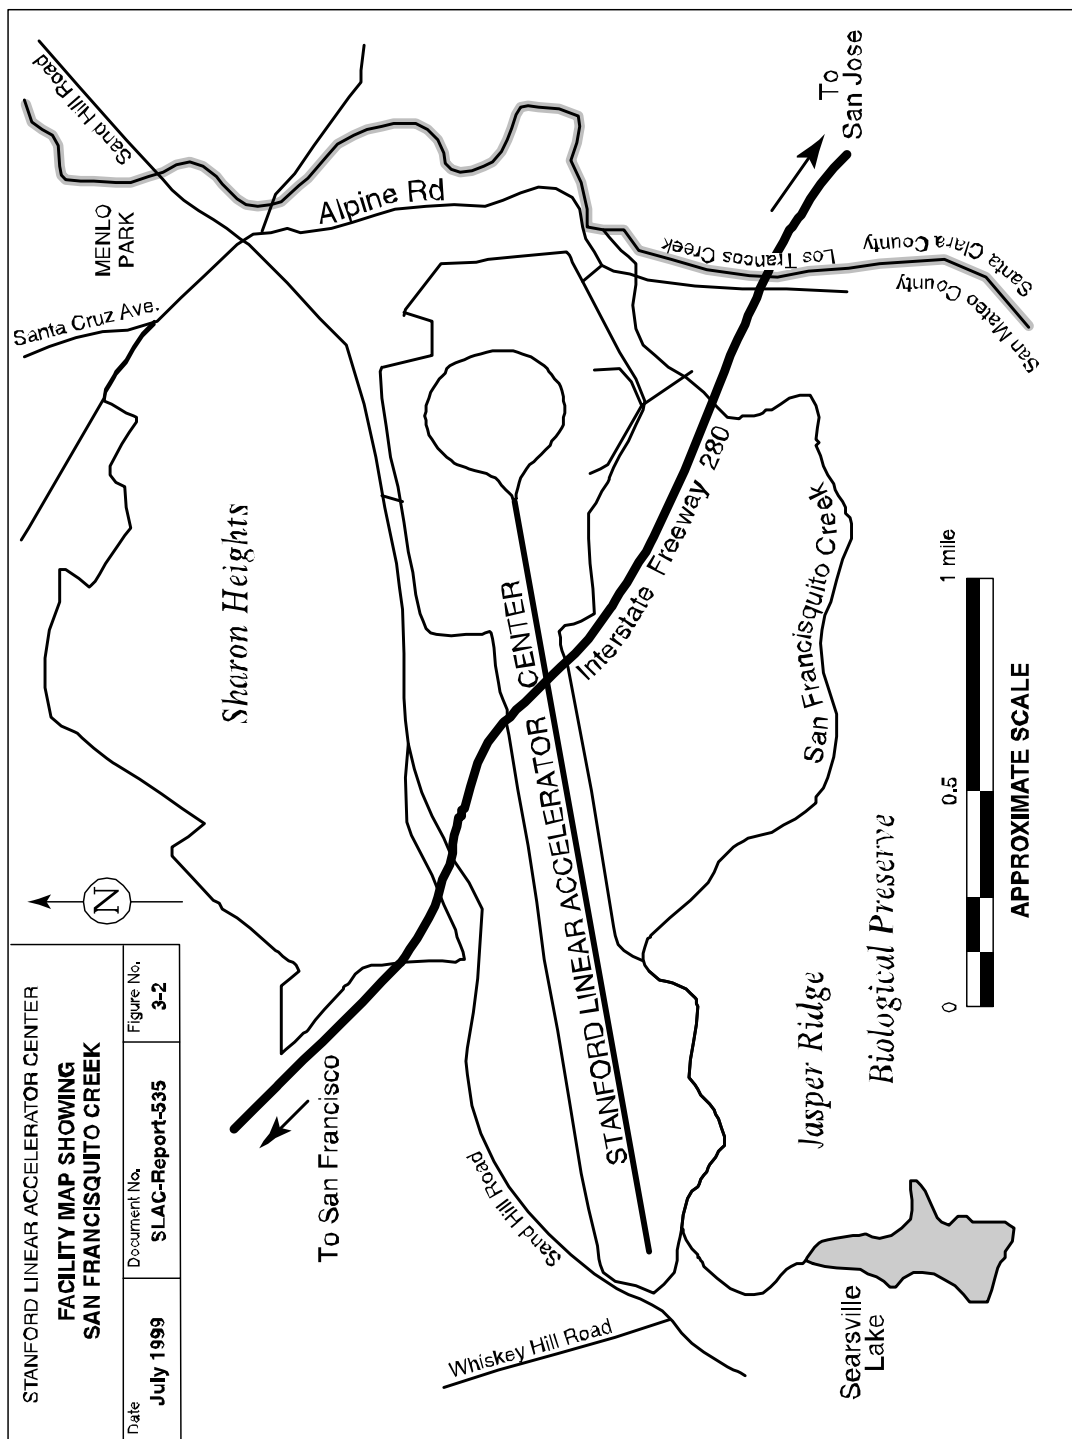 STANFORD LINEAR ACCELERATOR CENTER
FACILITY MAP SHOWING
SAN FRANCISQUITO CREEK
Date
July 1999
Document No.
SLAC-Report-535
Figure No.
3-2
N
Sand Hill Road
MENLO
PARK
Santa Cruz Ave.
Alpine Rd
To
San Jose
Los Trancos Creek
Santa Clara County
San Mateo County
Sharon Heights
Interstate Freeway 280
San Francisquito Creek
STANFORD LINEAR ACCELERATOR CENTER
To San Francisco
Sand Hill Road
Whiskey Hill Road
Jasper Ridge
Biological Preserve
Searsville
Lake
0
0.5
1 mile
APPROXIMATE SCALE